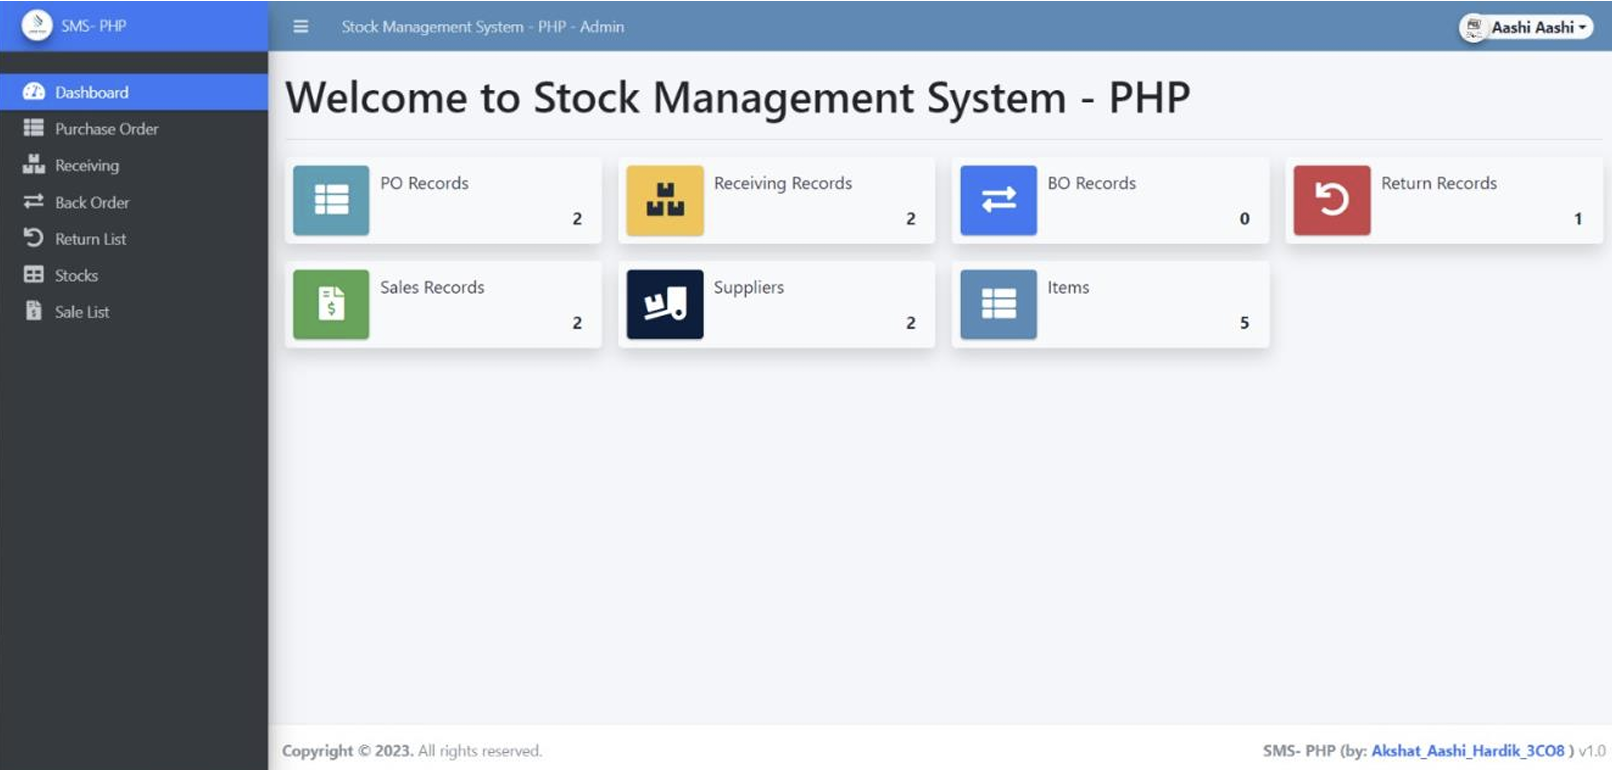 SMS- PHP
Stock Management System - PHP - Admin
Aashi Aashi
Dashboard
Purchase Order
Receiving
Back Order
Return List
Stocks
Sale List
Welcome to Stock Management System - PHP
PO Records
2
Receiving Records
2
BO Records
0
Return Records
1
Sales Records
2
Suppliers
2
Items
5
Copyright © 2023. All rights reserved.
SMS- PHP (by: Akshat_Aashi_Hardik_3CO8 ) v1.0